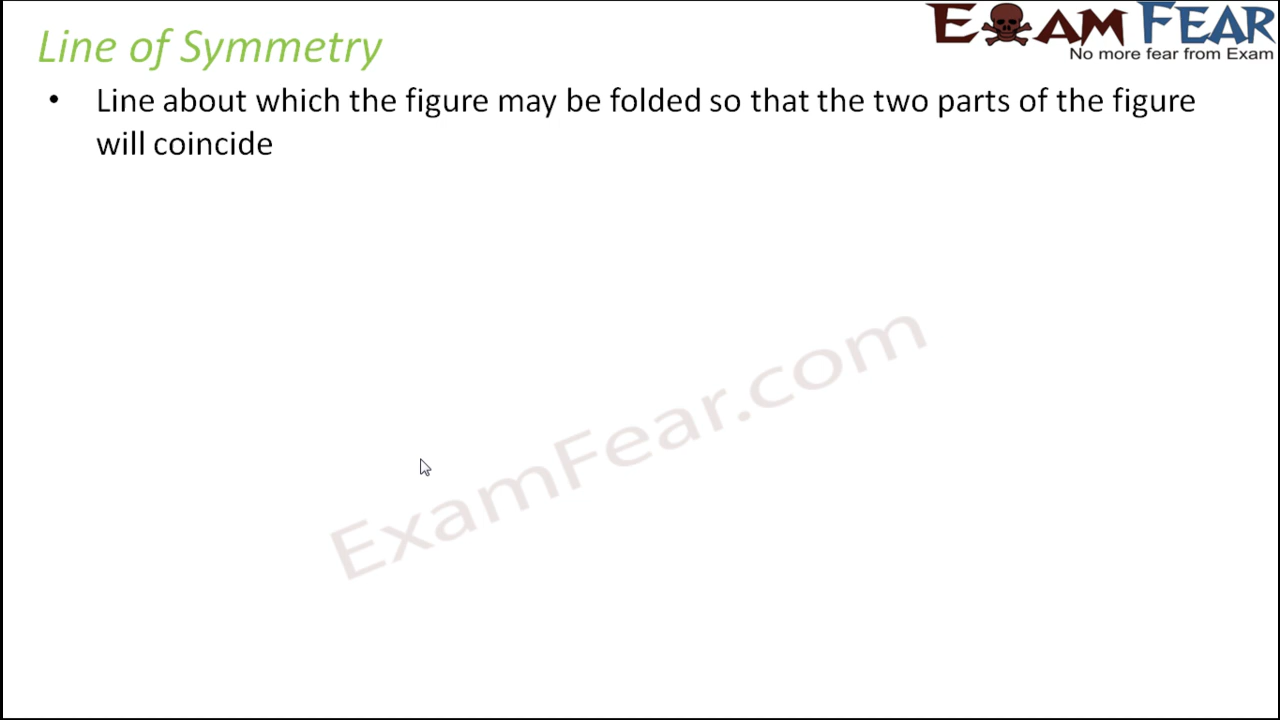 Line of Symmetry
EXAM FEAR
No more fear from Exam
• Line about which the figure may be folded so that the two parts of the figure
will coincide
ExamFear.com